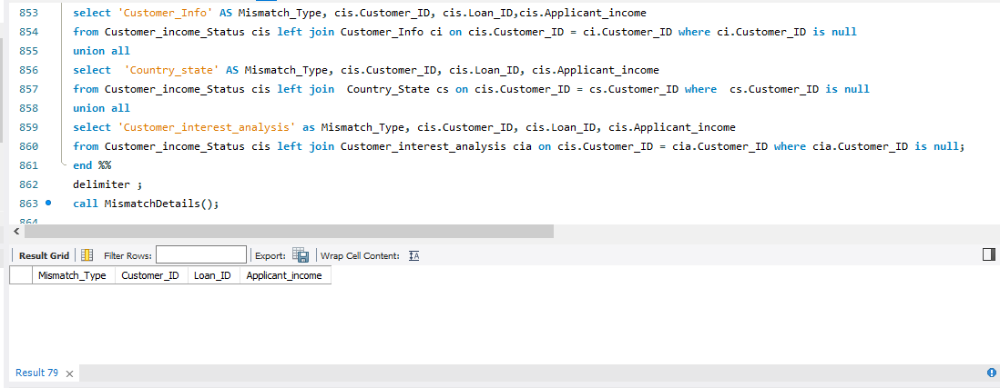 853 select 'Customer_Info' AS Mismatch_Type, cis.Customer_ID, cis.Loan_ID,cis.Applicant_income
854 from Customer_income_Status cis left join Customer_Info ci on cis.Customer_ID = ci.Customer_ID where ci.Customer_ID is null
855 union all
856 select  'Country_state' AS Mismatch_Type, cis.Customer_ID, cis.Loan_ID, cis.Applicant_income
857 from Customer_income_Status cis left join  Country_State cs on cis.Customer_ID = cs.Customer_ID where  cs.Customer_ID is null
858 union all
859 select 'Customer_interest_analysis' as Mismatch_Type, cis.Customer_ID, cis.Loan_ID, cis.Applicant_income
860 from Customer_income_Status cis left join Customer_interest_analysis cia on cis.Customer_ID = cia.Customer_ID where cia.Customer_ID is null;
861 end %%
862 delimiter ;
863 call MismatchDetails();
864
Result Grid Filter Rows: Export: Wrap Cell Content:
Mismatch_Type Customer_ID Loan_ID Applicant_income
Result 79